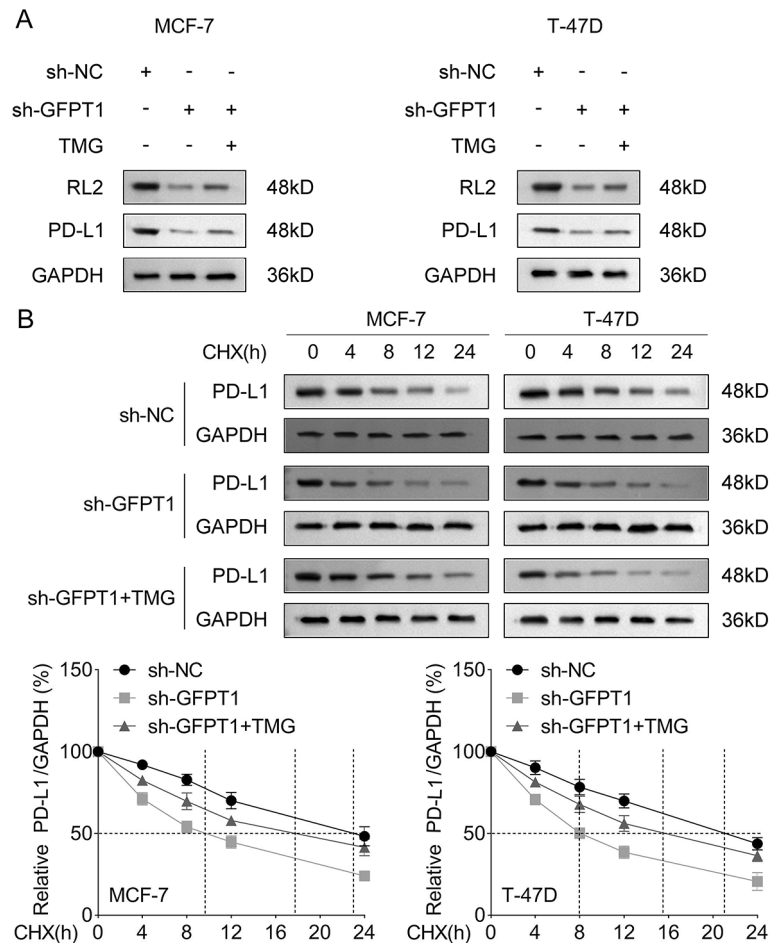 A
MCF-7 T-47D
sh-NC + - - sh-NC + - -
sh-GFPT1 - + + sh-GFPT1 - + +
TMG - - + TMG - - +
RL2 48kD RL2 48kD
PD-L1 48kD PD-L1 48kD
GAPDH 36kD GAPDH 36kD
B
MCF-7 T-47D
CHX(h) 0 4 8 12 24 0 4 8 12 24
sh-NC
PD-L1 48kD
GAPDH 36kD
sh-GFPT1
PD-L1 48kD
GAPDH 36kD
sh-GFPT1+TMG
PD-L1 48kD
GAPDH 36kD
Relative PD-L1/GAPDH (%)
150
100
50
0
sh-NC
sh-GFPT1
sh-GFPT1+TMG
MCF-7
CHX(h) 0 4 8 12 16 20 24
Relative PD-L1/GAPDH (%)
150
100
50
0
sh-NC
sh-GFPT1
sh-GFPT1+TMG
T-47D
CHX(h) 0 4 8 12 16 20 24